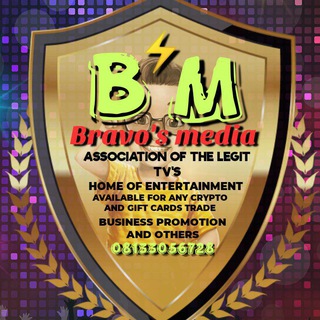 B M
Bravo's media
ASSOCIATION OF THE LEGIT
TV'S
HOME OF ENTERTAINMENT
AVAILABLE FOR ANY CRYPTO
AND GIFT CARDS TRADE
BUSINESS PROMOTION
AND OTHERS
08133056728